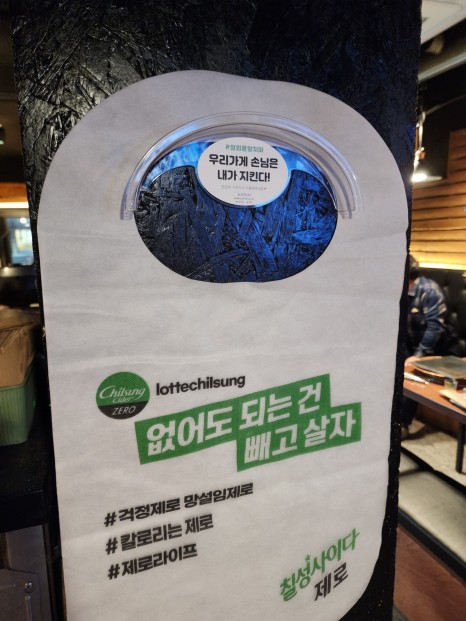 우리가게 손님은
내가 지킨다!
Chilsung
Cider
ZERO
lottechilsung
없어도 되는 건
빼고 살자
#걱정제로 망설임제로
#칼로리는 제로
#제로라이프
칠성사이다
제로